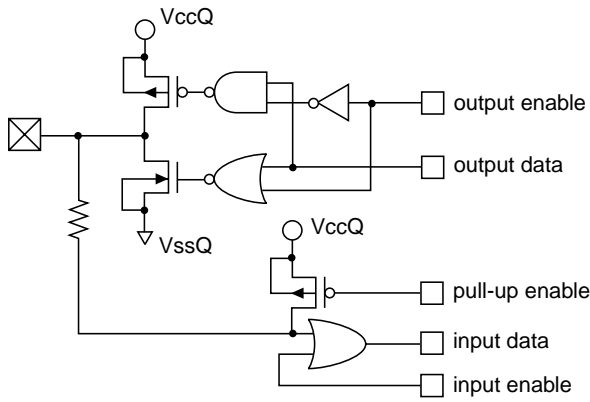 VccQ
output enable
output data
VssQ
VccQ
pull-up enable
input data
input enable